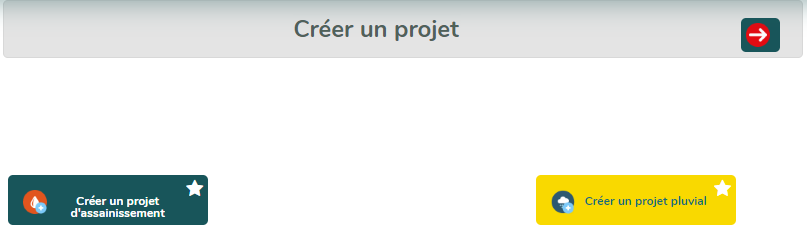 Créer un projet
Créer un projet
d'assainissement
Créer un projet pluvial